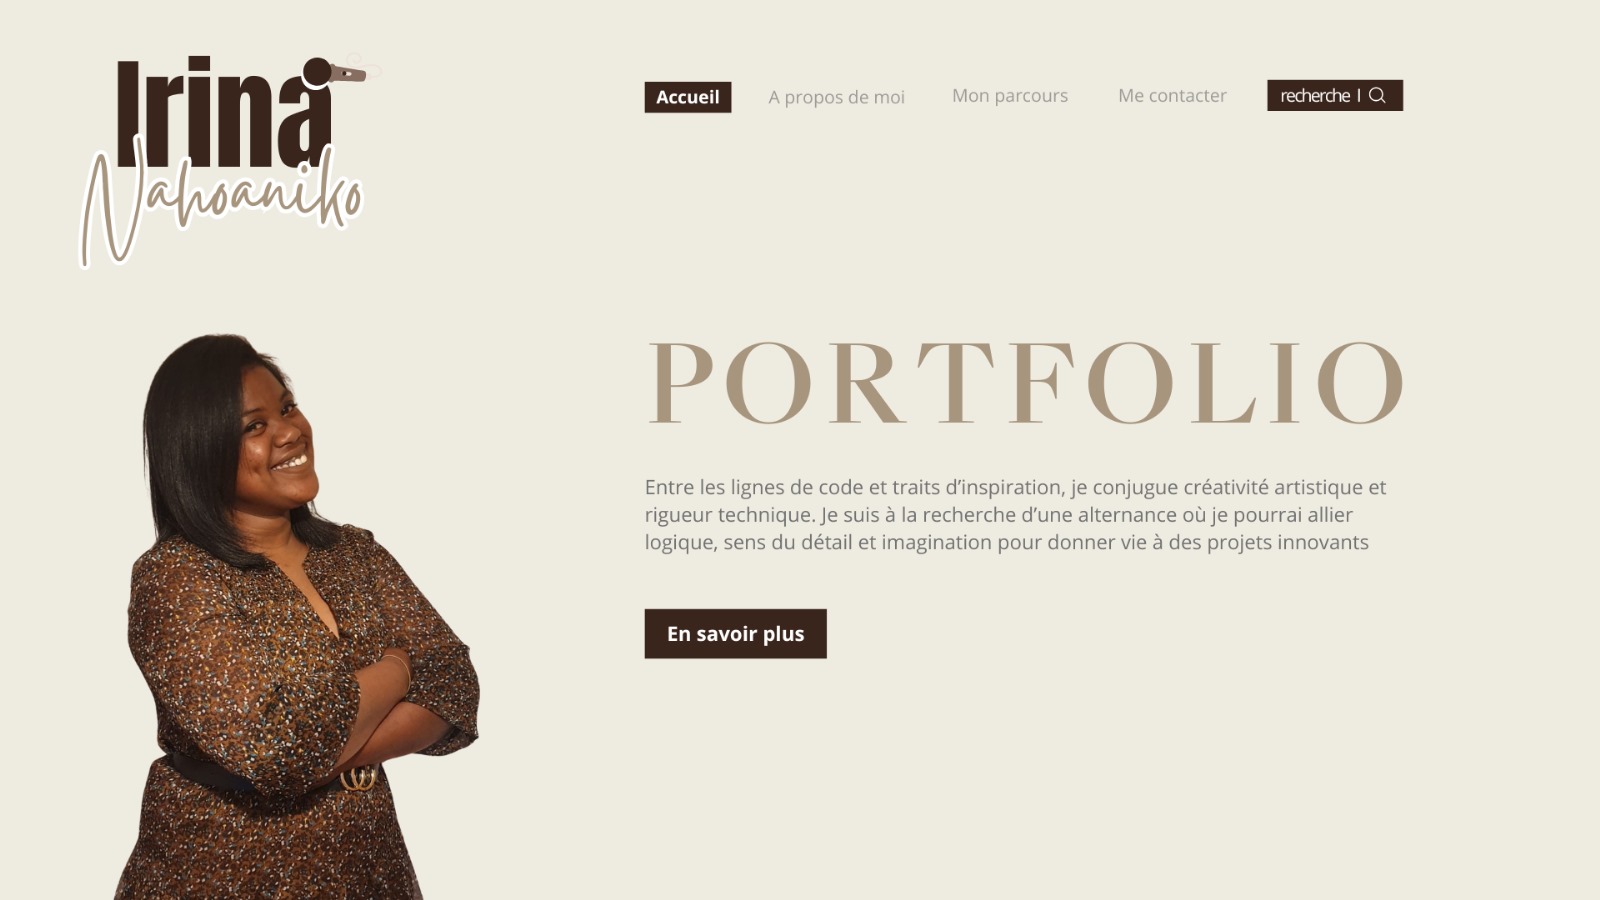 Irina
Nahoaniko
Accueil
A propos de moi
Mon parcours
Me contacter
recherche
PORTFOLIO
Entre les lignes de code et traits d’inspiration, je conjugue créativité artistique et
rigueur technique. Je suis à la recherche d’une alternance où je pourrai allier
logique, sens du détail et imagination pour donner vie à des projets innovants
En savoir plus